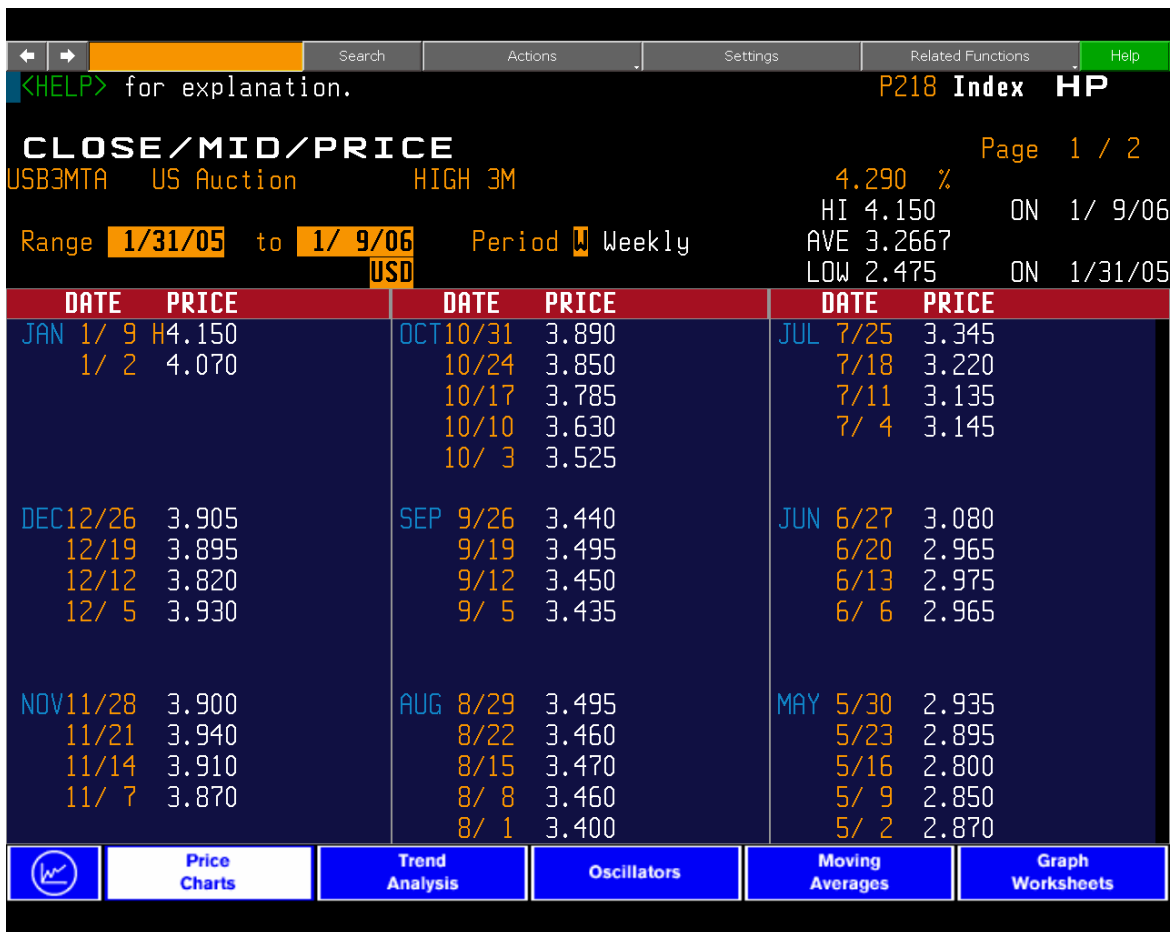 Search Actions Settings Related Functions Help
<HELP> for explanation. P218 Index HP
CLOSE/MID/PRICE Page 1 / 2
USB3MTA US Auction HIGH 3M 4.290 %
HI 4.150 ON 1/ 9/06
Range 1/31/05 to 1/ 9/06 Period W Weekly AVE 3.2667
USD LOW 2.475 ON 1/31/05
DATE PRICE DATE PRICE DATE PRICE
JAN 1/ 9 H4.150 OCT10/31 3.890 JUL 7/25 3.345
1/ 2 4.070 10/24 3.850 7/18 3.220
10/17 3.785 7/11 3.135
10/10 3.630 7/ 4 3.145
10/ 3 3.525
DEC12/26 3.905 SEP 9/26 3.440 JUN 6/27 3.080
12/19 3.895 9/19 3.495 6/20 2.965
12/12 3.820 9/12 3.450 6/13 2.975
12/ 5 3.930 9/ 5 3.435 6/ 6 2.965
NOV11/28 3.900 AUG 8/29 3.495 MAY 5/30 2.935
11/21 3.940 8/22 3.460 5/23 2.895
11/14 3.910 8/15 3.470 5/16 2.800
11/ 7 3.870 8/ 8 3.460 5/ 9 2.850
8/ 1 3.400 5/ 2 2.870
Price Charts Trend Analysis Oscillators Moving Averages Graph Worksheets